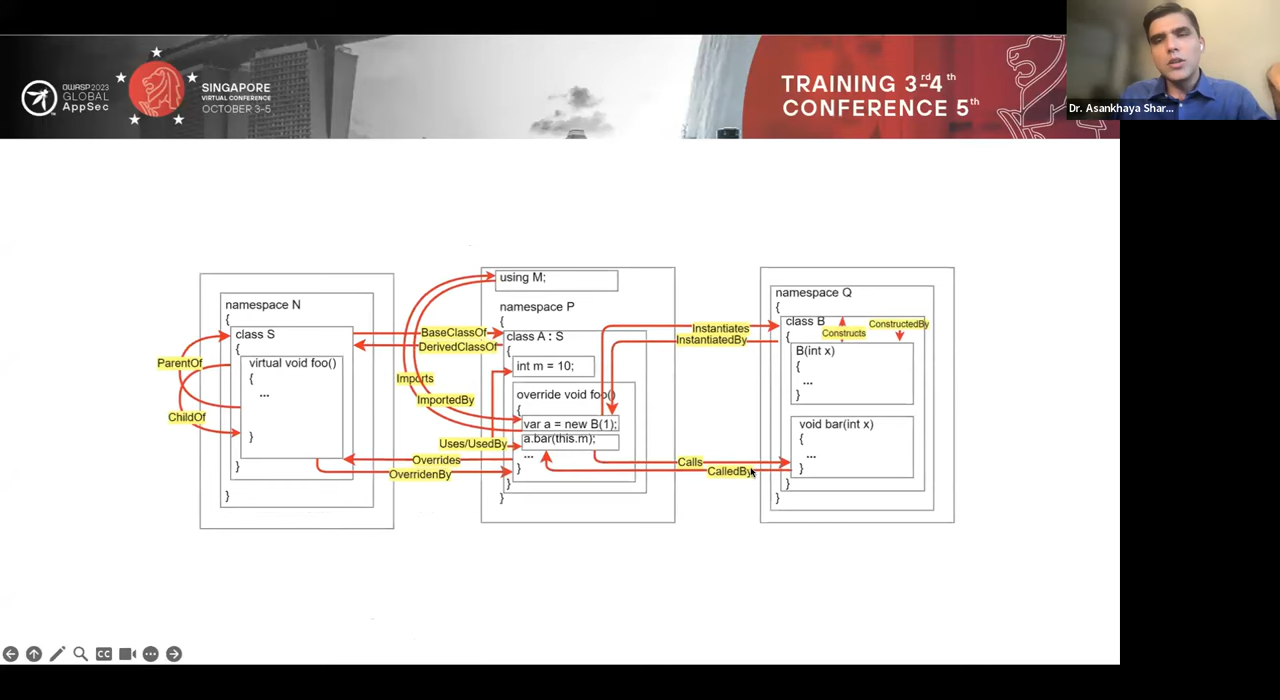 OWASP 2023
GLOBAL
AppSec
SINGAPORE
VIRTUAL CONFERENCE
OCTOBER 3-5
TRAINING 3rd-4th
CONFERENCE 5th
Dr. Asankhaya Shar...
namespace N
{
class S
{
virtual void foo()
{
...
}
}
}
ParentOf
ChildOf
BaseClassOf
DerivedClassOf
Imports
ImportedBy
Uses/UsedBy
Overrides
OverridenBy
using M;
namespace P
{
class A : S
{
int m = 10;
override void foo()
{
var a = new B(1);
a.bar(this.m);
...
}
}
}
Instantiates
InstantiatedBy
Calls
CalledBy
namespace Q
{
class B
{
Constructs
ConstructedBy
B(int x)
{
...
}
void bar(int x)
{
...
}
}
}
CC